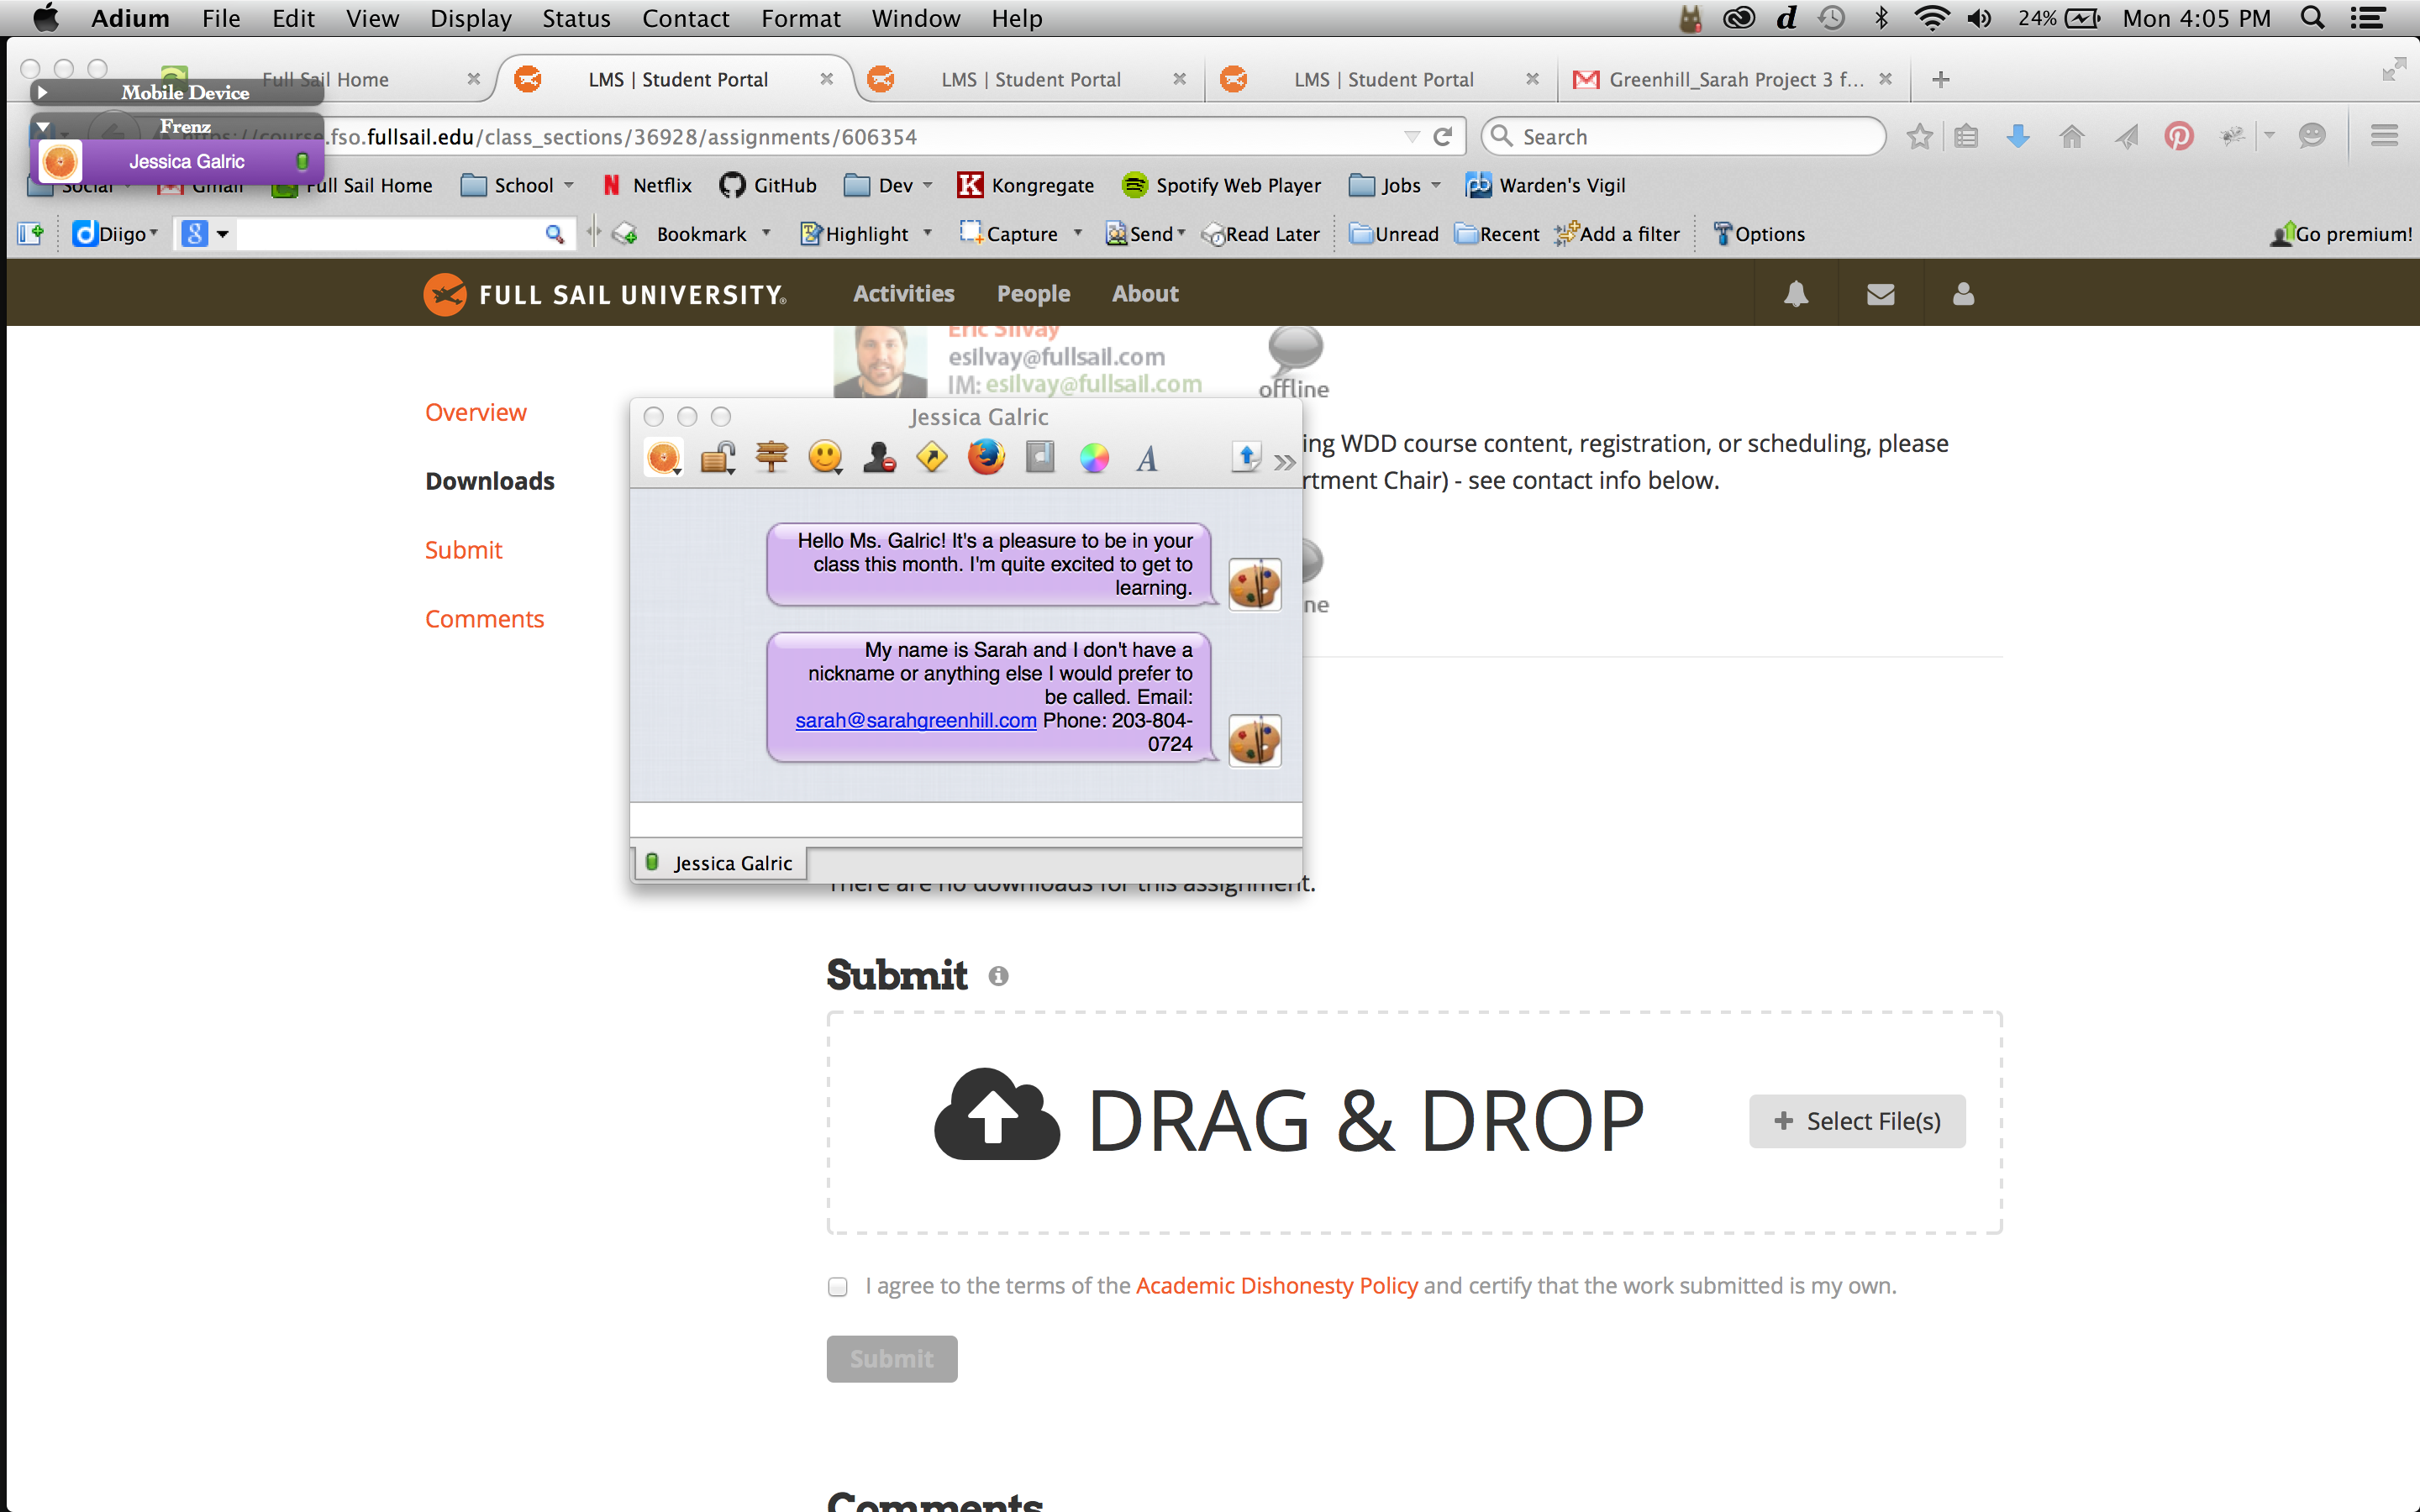 Adium File Edit View Display Status Contact Format Window Help
24% Mon 4:05 PM
Full Sail Home
LMS | Student Portal
LMS | Student Portal
LMS | Student Portal
Greenhill_Sarah Project 3 f...
Mobile Device
Frenz
Jessica Galric
.fso.fullsail.edu/class_sections/36928/assignments/606354
Search
Social Gmail Full Sail Home School Netflix GitHub Dev Kongregate Spotify Web Player Jobs Warden's Vigil
Diigo Bookmark Highlight Capture Send Read Later Unread Recent Add a filter Options Go premium!
FULL SAIL UNIVERSITY®
Activities People About
Eric Silvay
esilvay@fullsail.com
IM: esilvay@fullsail.com
offline
Overview
Downloads
Submit
Comments
ing WDD course content, registration, or scheduling, please
rtment Chair) - see contact info below.
ne
Jessica Galric
Hello Ms. Galric! It's a pleasure to be in your
class this month. I'm quite excited to get to
learning.
My name is Sarah and I don't have a
nickname or anything else I would prefer to
be called. Email:
sarah@sarahgreenhill.com Phone: 203-804-
0724
Jessica Galric
There are no downloads for this assignment.
Submit
DRAG & DROP
Select File(s)
I agree to the terms of the Academic Dishonesty Policy and certify that the work submitted is my own.
Submit
Comments